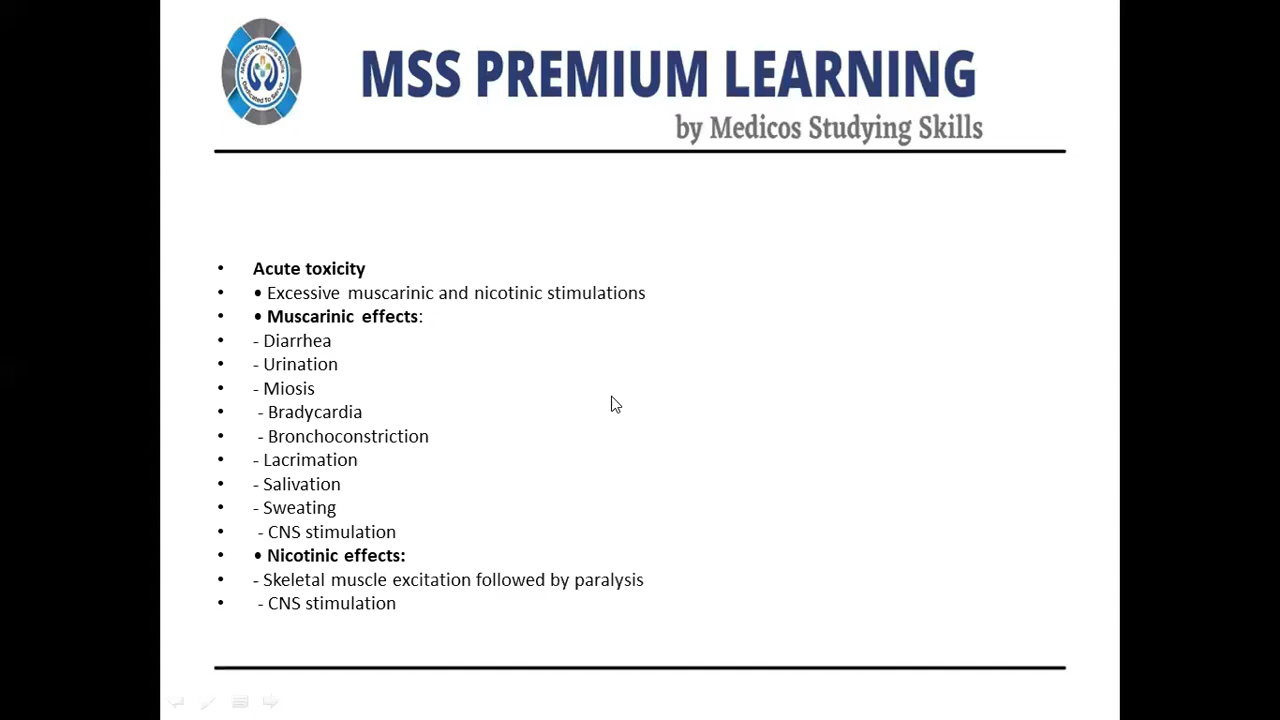 MSS PREMIUM LEARNING
by Medicos Studying Skills
• Acute toxicity
• • Excessive muscarinic and nicotinic stimulations
• • Muscarinic effects:
• - Diarrhea
• - Urination
• - Miosis
• - Bradycardia
• - Bronchoconstriction
• - Lacrimation
• - Salivation
• - Sweating
• - CNS stimulation
• • Nicotinic effects:
• - Skeletal muscle excitation followed by paralysis
• - CNS stimulation